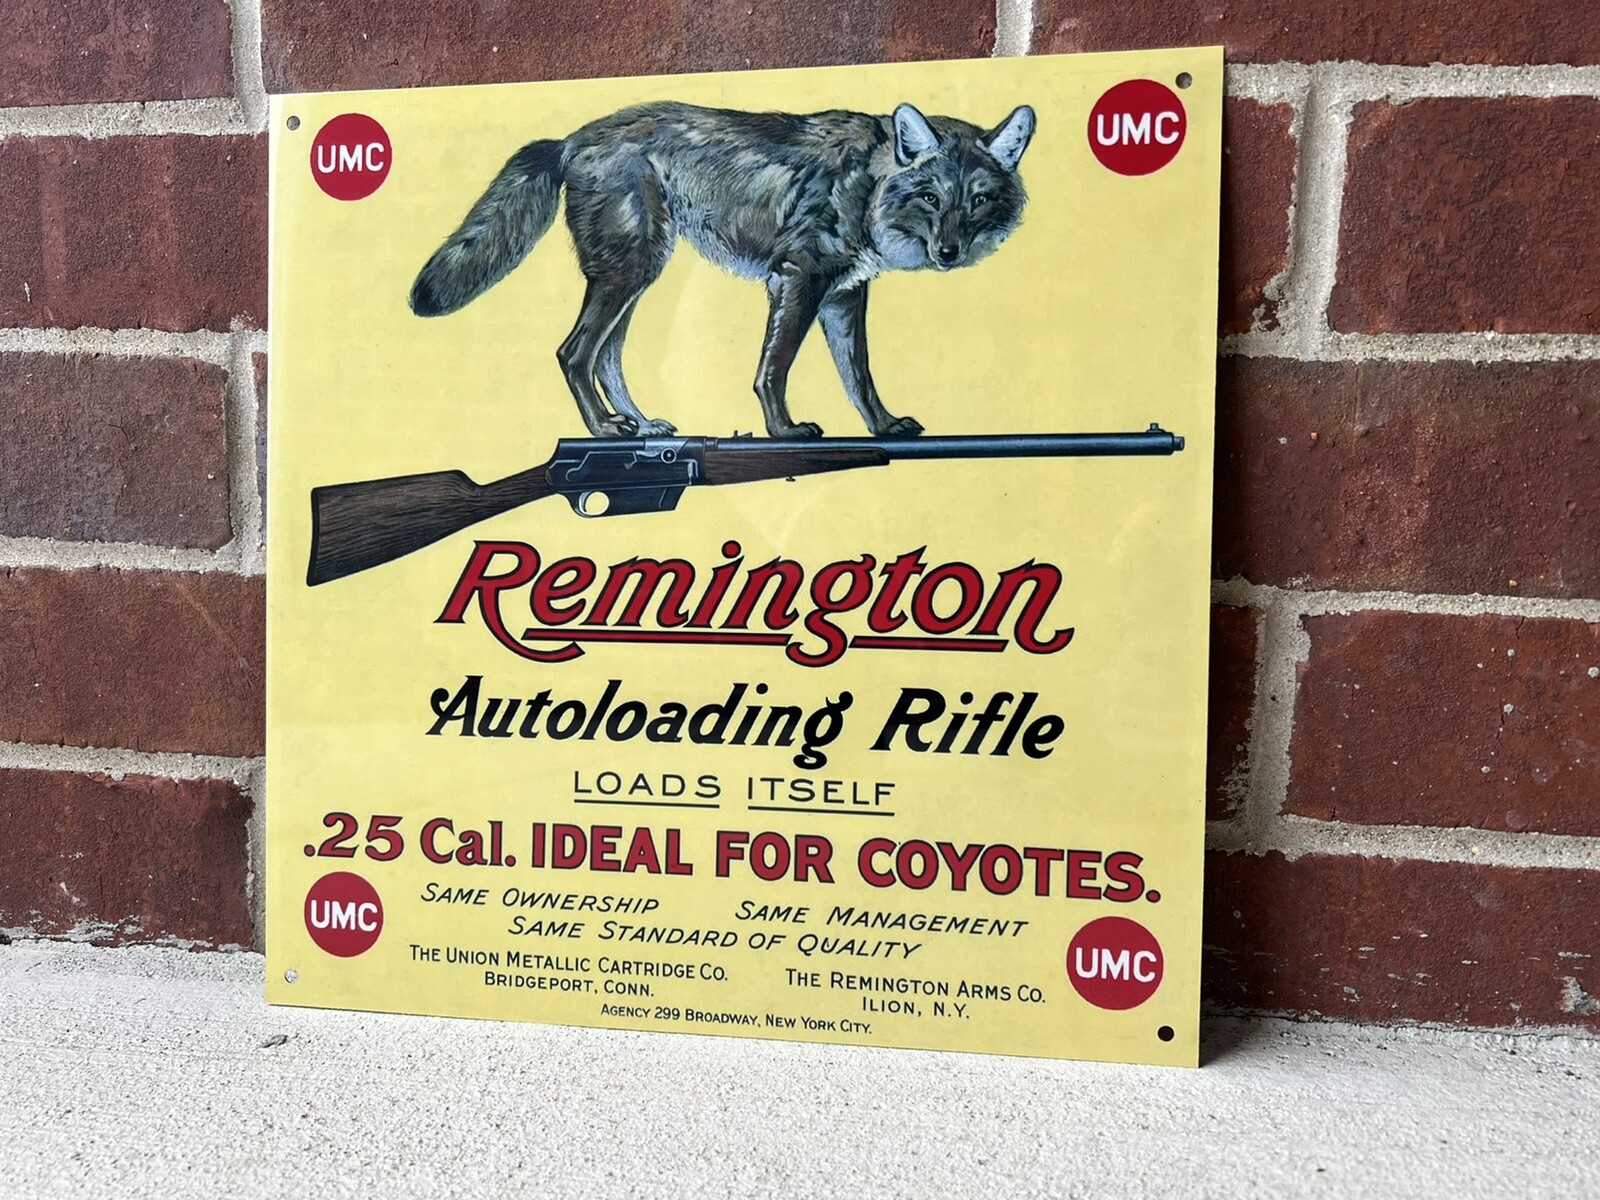 UMC
UMC
Remington
Autoloading Rifle
LOADS ITSELF
.25 Cal. IDEAL FOR COYOTES.
SAME OWNERSHIP SAME MANAGEMENT
SAME STANDARD OF QUALITY
UMC
UMC
THE UNION METALLIC CARTRIDGE CO.
BRIDGEPORT, CONN.
THE REMINGTON ARMS CO.
ILION, N.Y.
AGENCY 299 BROADWAY, NEW YORK CITY.